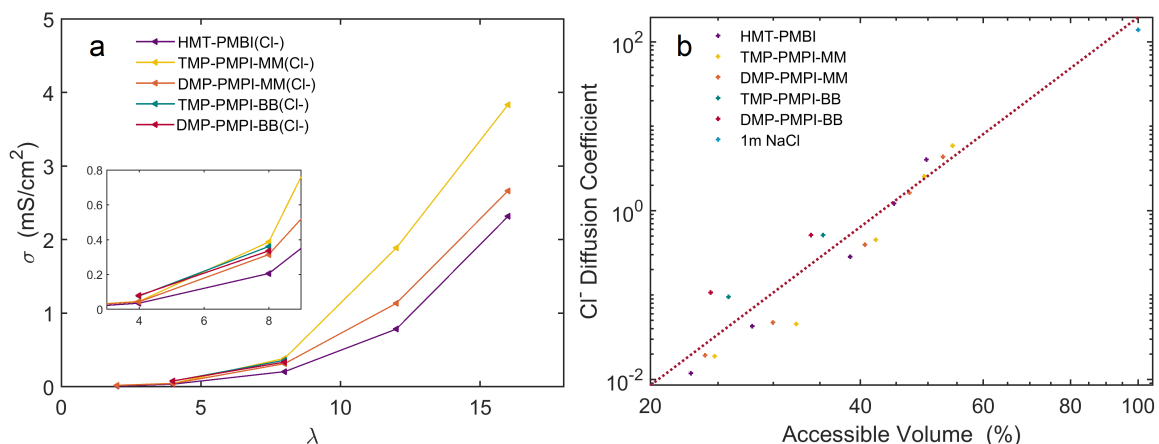 a
HMT-PMBI(Cl-)
TMP-PMPI-MM(Cl-)
DMP-PMPI-MM(Cl-)
TMP-PMPI-BB(Cl-)
DMP-PMPI-BB(Cl-)
5
4
3
2
1
0
σ (mS/cm²)
0.8
0.6
0.4
0.2
0
4 6 8
0 5 10 15
λ
b
HMT-PMBI
TMP-PMPI-MM
DMP-PMPI-MM
TMP-PMPI-BB
DMP-PMPI-BB
1m NaCl
10²
10⁰
10⁻²
Cl⁻ Diffusion Coefficient
20 40 60 80 100
Accessible Volume (%)